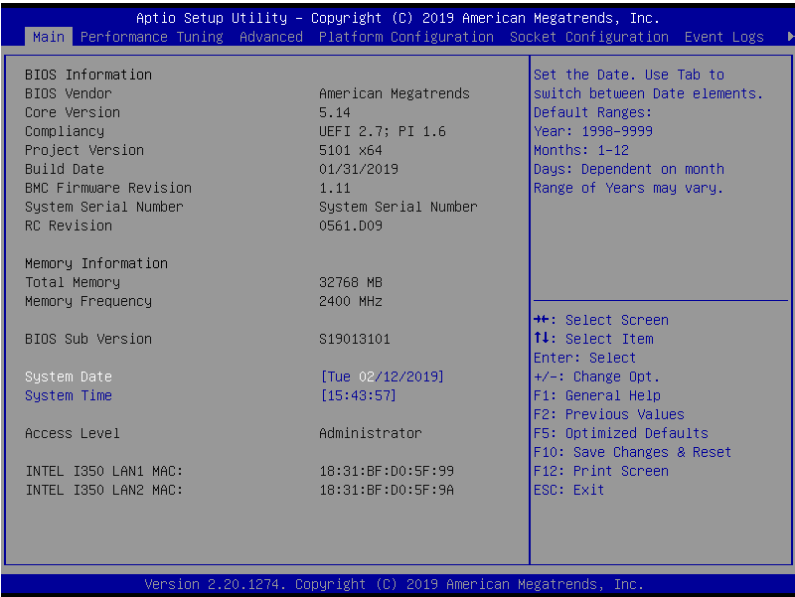 Aptio Setup Utility – Copyright (C) 2019 American Megatrends, Inc.
Main Performance Tuning Advanced Platform Configuration Socket Configuration Event Logs
BIOS Information
BIOS Vendor American Megatrends
Core Version 5.14
Compliancy UEFI 2.7; PI 1.6
Project Version 5101 x64
Build Date 01/31/2019
BMC Firmware Revision 1.11
System Serial Number System Serial Number
RC Revision 0561.D09
Memory Information
Total Memory 32768 MB
Memory Frequency 2400 MHz
BIOS Sub Version S19013101
System Date [Tue 02/12/2019]
System Time [15:43:57]
Access Level Administrator
INTEL I350 LAN1 MAC: 18:31:BF:D0:5F:99
INTEL I350 LAN2 MAC: 18:31:BF:D0:5F:9A
Set the Date. Use Tab to
switch between Date elements.
Default Ranges:
Year: 1998-9999
Months: 1-12
Days: Dependent on month
Range of Years may vary.
→←: Select Screen
↑↓: Select Item
Enter: Select
+/-: Change Opt.
F1: General Help
F2: Previous Values
F5: Optimized Defaults
F10: Save Changes & Reset
F12: Print Screen
ESC: Exit
Version 2.20.1274. Copyright (C) 2019 American Megatrends, Inc.